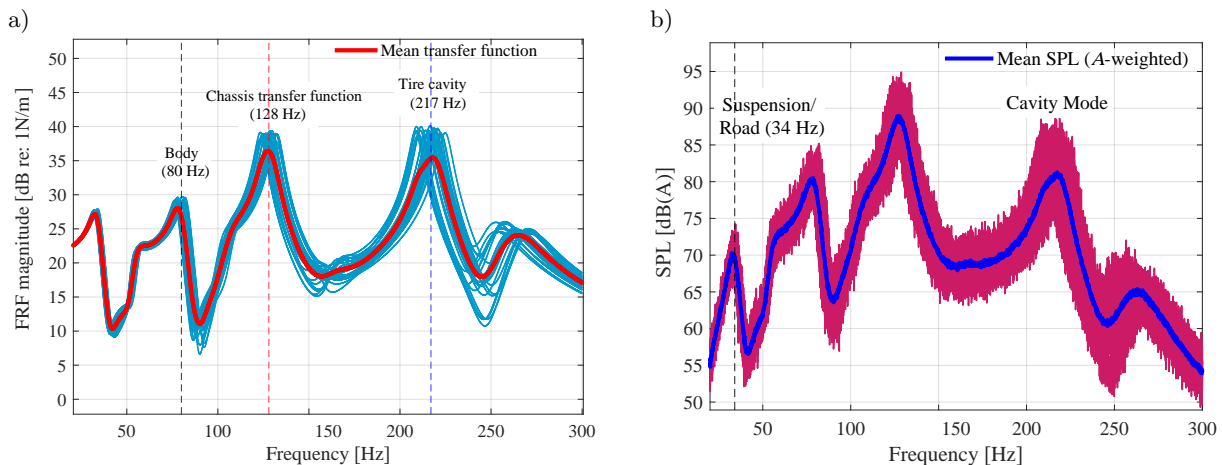 a)
FRF magnitude [dB re: 1N/m]
50
45
40
35
30
25
20
15
10
5
0
Mean transfer function
Chassis transfer function
(128 Hz)
Tire cavity
(217 Hz)
Body
(80 Hz)
50
100
150
200
250
300
Frequency [Hz]
b)
SPL [dB(A)]
95
90
85
80
75
70
65
60
55
50
Mean SPL (A-weighted)
Suspension/
Road (34 Hz)
Cavity Mode
50
100
150
200
250
300
Frequency [Hz]